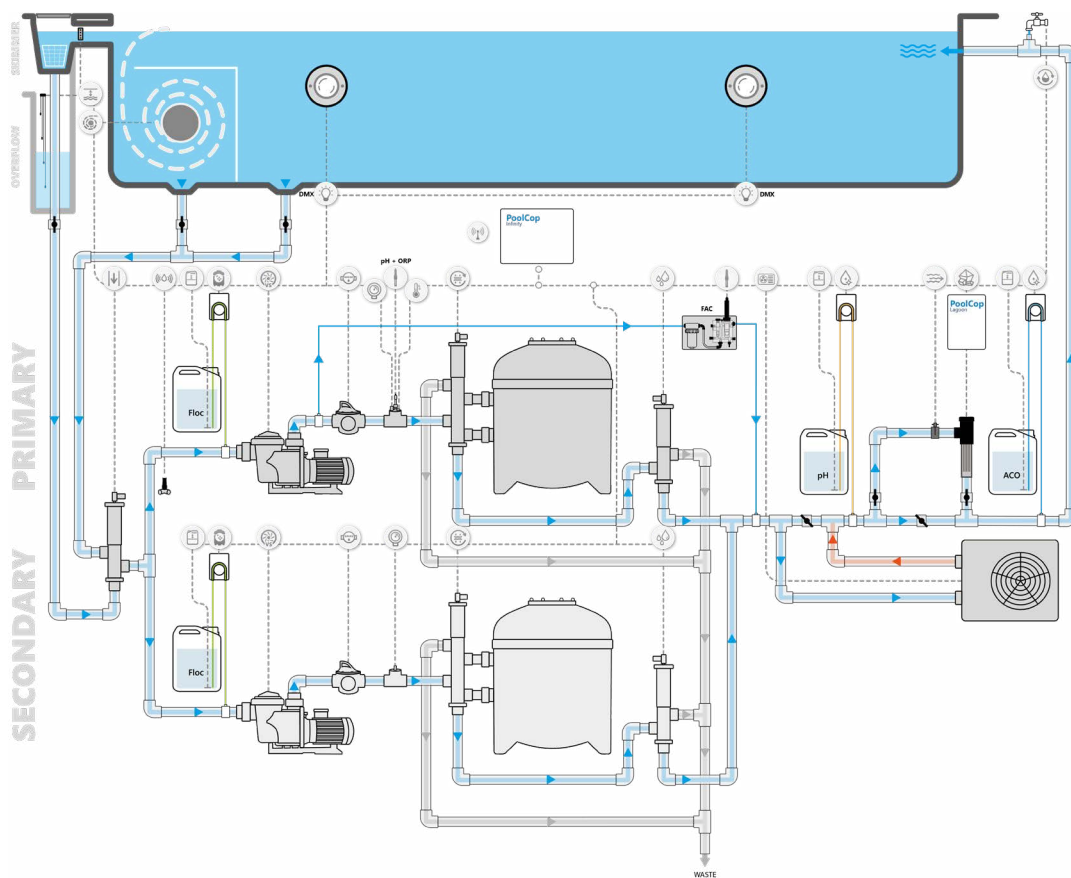 SKIMMER
OVERFLOW
DMX
DMX
PoolCop
Infinity
pH + ORP
FAC
PoolCop
Lagoon
PRIMARY
Floc
pH
ACO
SECONDARY
Floc
WASTE